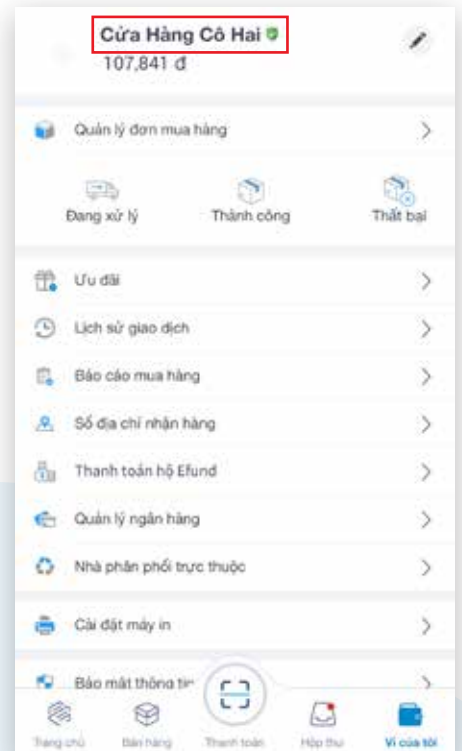 Cửa Hàng Cô Hai
107,841 đ
Quản lý đơn mua hàng
Đang xử lý Thành công Thất bại
Ưu đãi
Lịch sử giao dịch
Báo cáo mua hàng
Sổ địa chỉ nhận hàng
Thanh toán hộ Efund
Quản lý ngân hàng
Nhà phân phối trực thuộc
Cài đặt máy in
Bảo mật thông tin
Trang chủ Bán hàng Thanh toán Hộp thư Ví của tôi